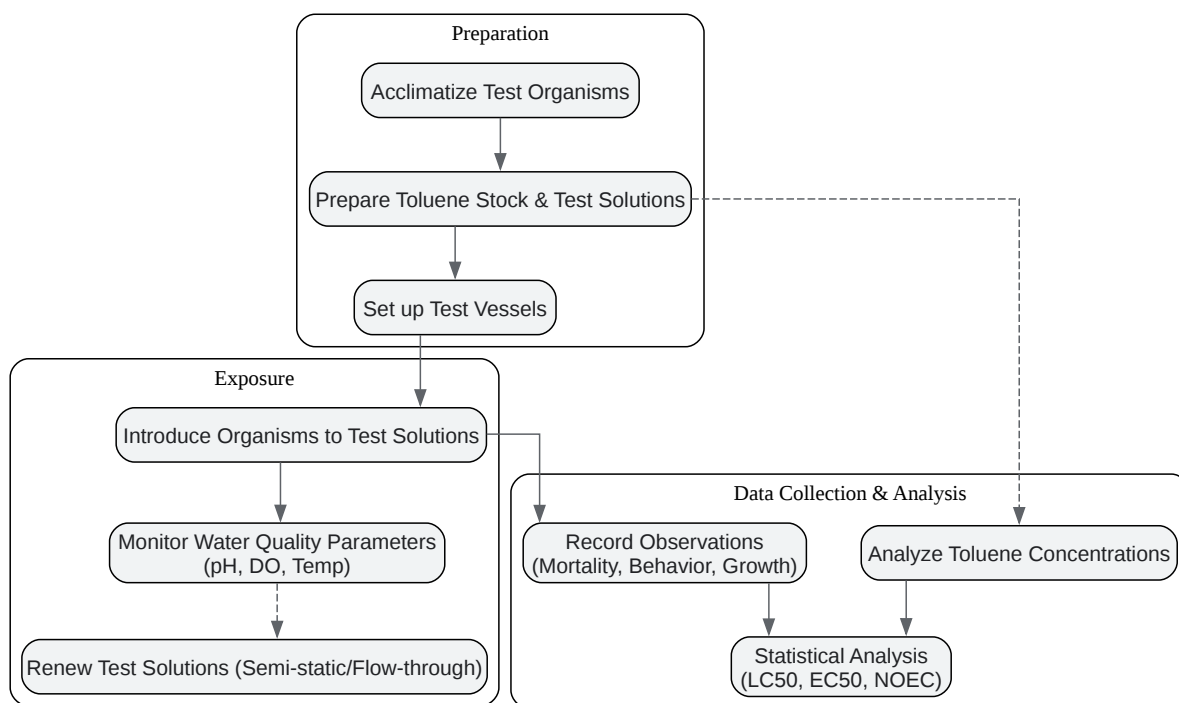 Preparation
Acclimatize Test Organisms
Prepare Toluene Stock & Test Solutions
Set up Test Vessels
Exposure
Introduce Organisms to Test Solutions
Monitor Water Quality Parameters
(pH, DO, Temp)
Renew Test Solutions (Semi-static/Flow-through)
Data Collection & Analysis
Record Observations
(Mortality, Behavior, Growth)
Analyze Toluene Concentrations
Statistical Analysis
(LC50, EC50, NOEC)